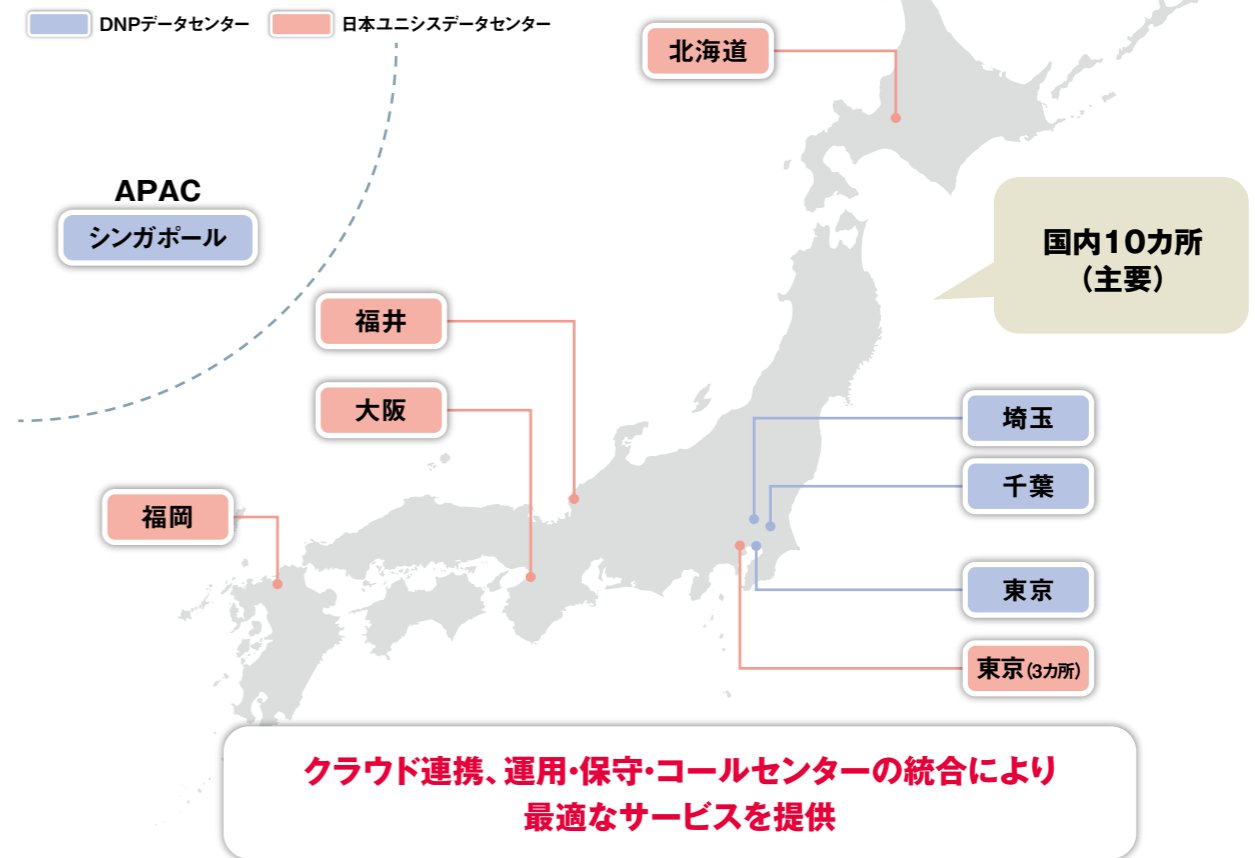 DNPデータセンター
日本ユニシスデータセンター
北海道
APAC
シンガポール
国内10カ所
（主要）
福井
大阪
埼玉
千葉
福岡
東京
東京(3カ所)
クラウド連携、運用・保守・コールセンターの統合により
最適なサービスを提供